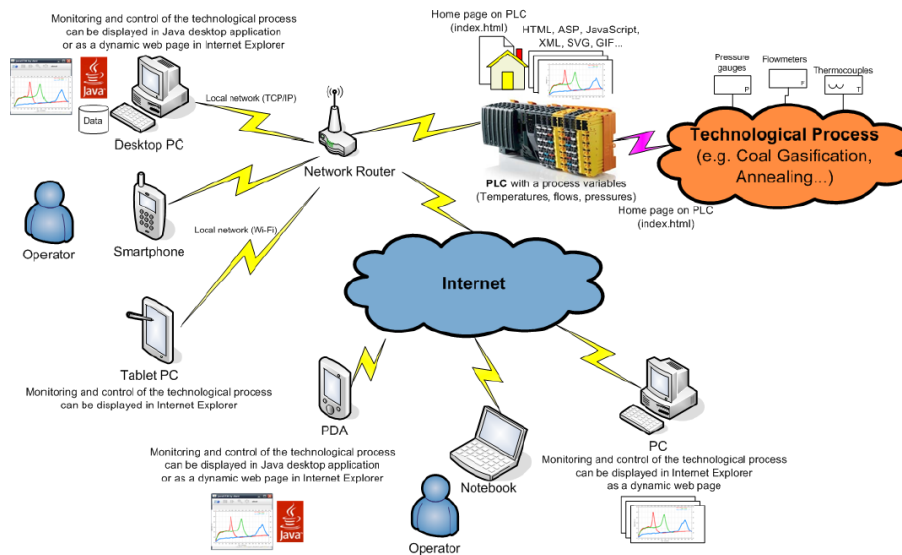 Monitoring and control of the technological process
can be displayed in Java desktop application
or as a dynamic web page in Internet Explorer
Java
Data
Desktop PC
Local network (TCP/IP)
Home page on PLC
(index.html)
HTML, ASP, JavaScript,
XML, SVG, GIF...
Pressure
gauges
P
Flowmeters
F
Thermocouples
T
Network Router
PLC with a process variables
(Temperatures, flows, pressures)
Home page on PLC
(index.html)
Technological Process
(e.g. Coal Gasification,
Annealing...)
Operator
Smartphone
Local network (Wi-Fi)
Internet
Tablet PC
Monitoring and control of the technological process
can be displayed in Internet Explorer
PDA
Monitoring and control of the technological process
can be displayed in Java desktop application
or as a dynamic web page in Internet Explorer
Java
Notebook
Operator
PC
Monitoring and control of the technological process
can be displayed in Internet Explorer
as a dynamic web page